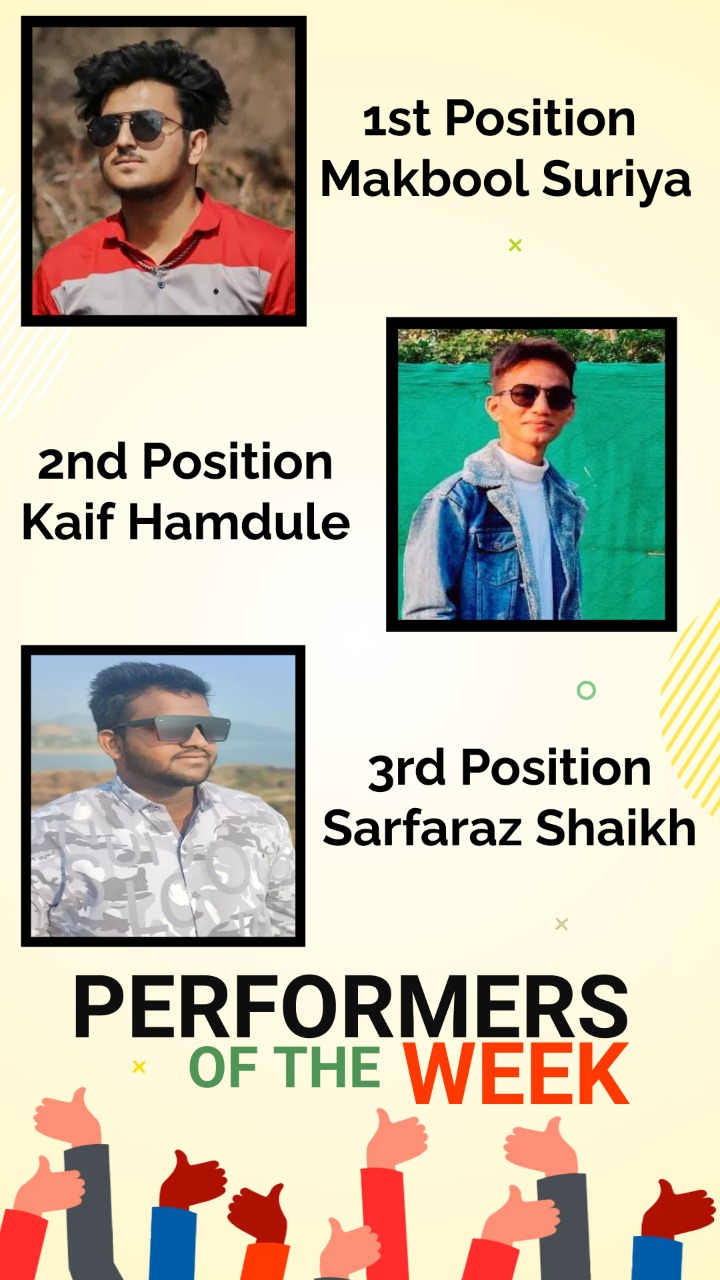 1st Position
Makbool Suriya
2nd Position
Kaif Hamdule
3rd Position
Sarfaraz Shaikh
PERFORMERS
OF THE WEEK